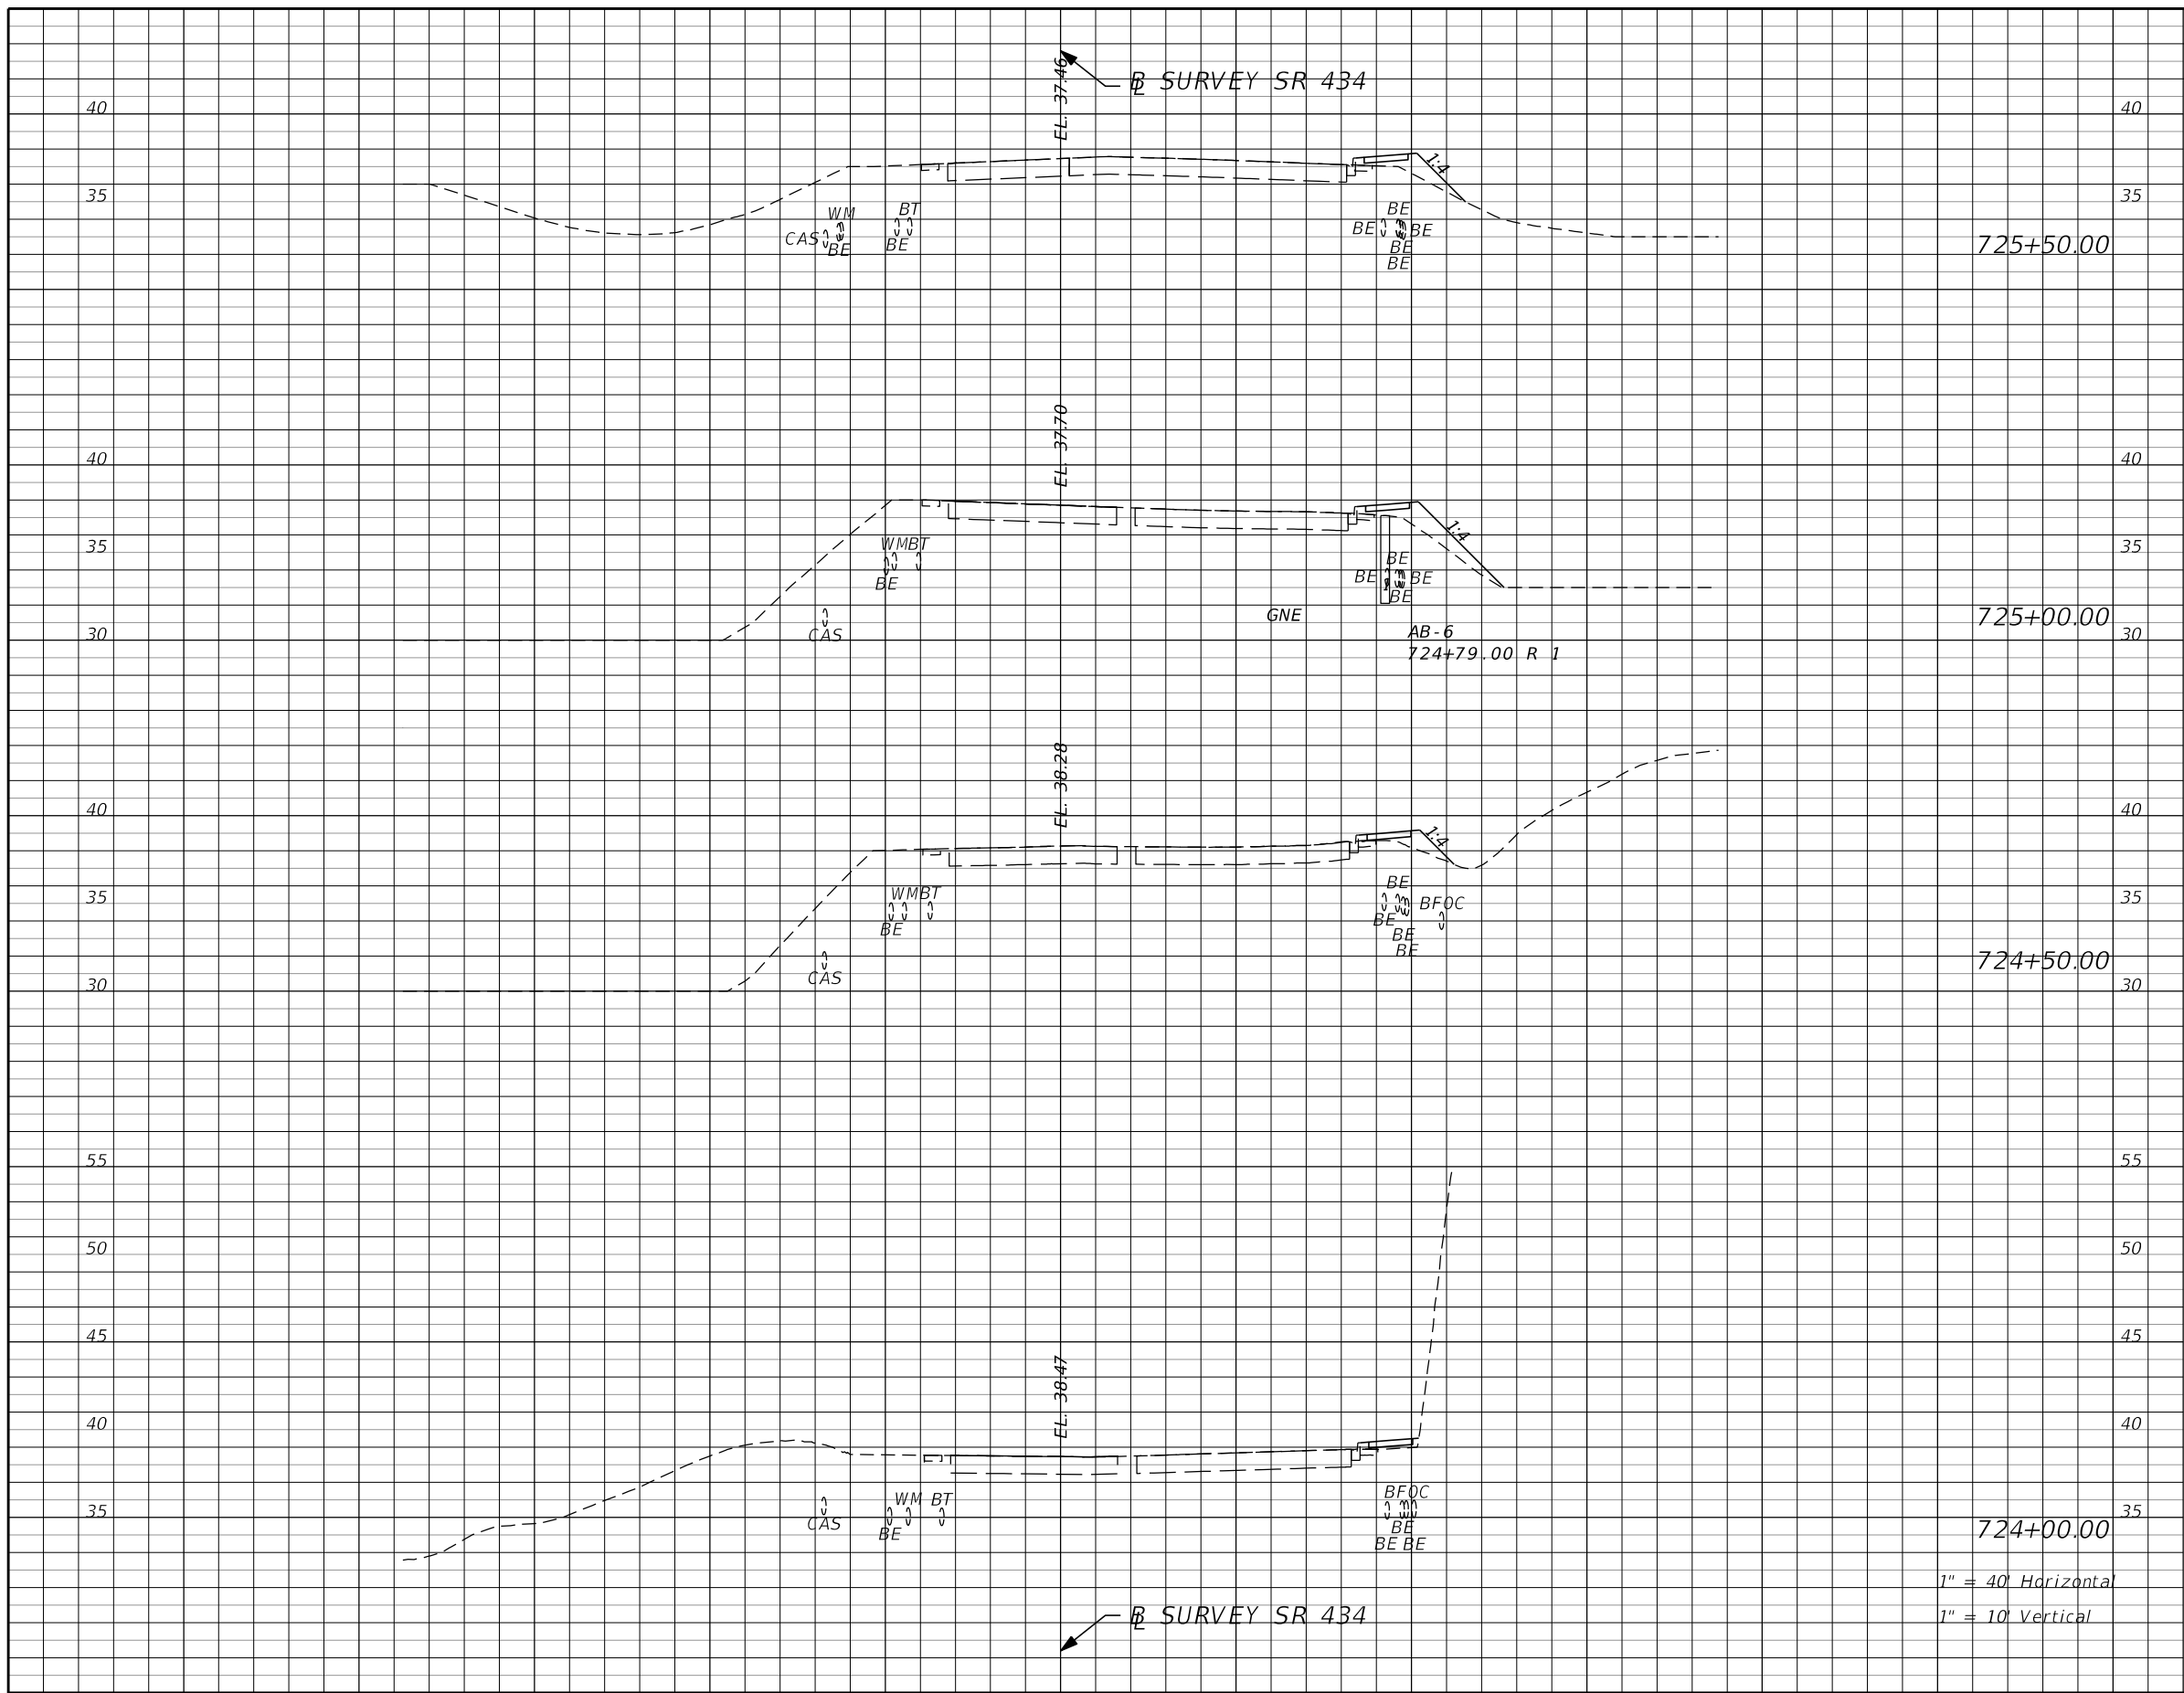 EL. 37.46
B L SURVEY SR 434
40 40
1:4
35 35
WM BT BE
CAS BE BE BE BE
BE
BE
725+50.00
EL. 37.70
40 40
1:4
35 35
WM BT BE
BE BE BE
BE
GNE
725+00.00
30 CAS AB-6 30
724+79.00 R 1
EL. 38.28
40 40
1:4
35 35
WM BT BE BFOC
BE BE
BE
BE
724+50.00
CAS
30 30
55 55
50 50
45 45
EL. 38.47
40 40
35 35
WM BT BFOC
CAS BE BE
BE BE
724+00.00
1" = 40' Horizontal
B L SURVEY SR 434
1" = 10' Vertical